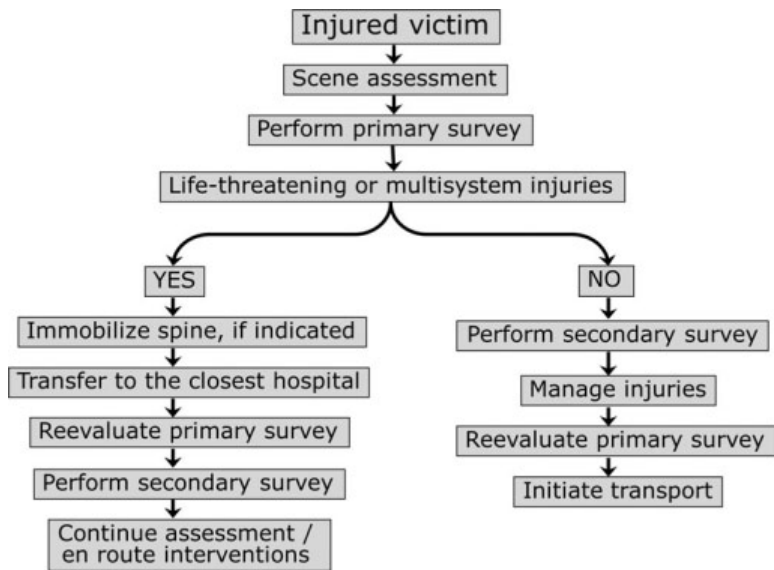 Injured victim
Scene assessment
Perform primary survey
Life-threatening or multisystem injuries
YES
Immobilize spine, if indicated
Transfer to the closest hospital
Reevaluate primary survey
Perform secondary survey
Continue assessment /
en route interventions
NO
Perform secondary survey
Manage injuries
Reevaluate primary survey
Initiate transport